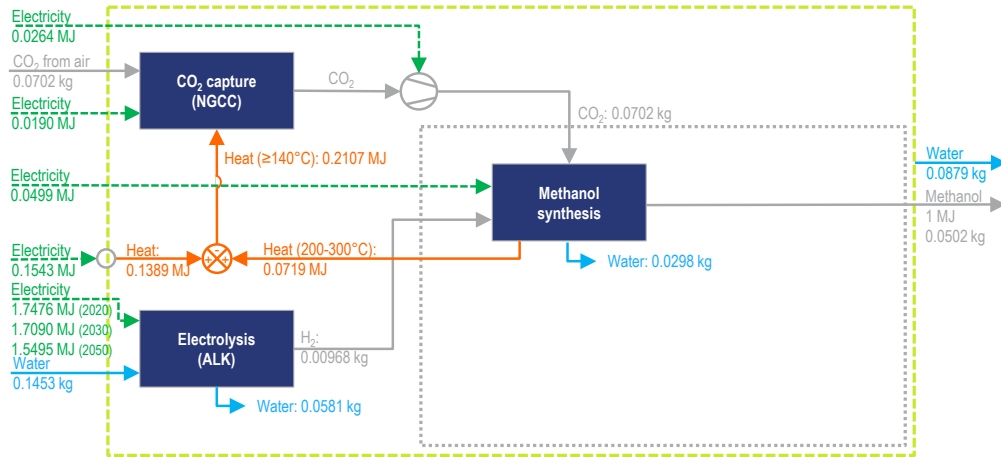 Electricity
0.0264 MJ
CO₂ from air
0.0702 kg
Electricity
0.0190 MJ
CO₂ capture
(NGCC)
CO₂
CO₂: 0.0702 kg
Heat (≥140°C): 0.2107 MJ
Electricity
0.0499 MJ
Methanol
synthesis
Water
0.0879 kg
Methanol
1 MJ
0.0502 kg
Electricity
0.1543 MJ
Heat:
0.1389 MJ
-
+ +
Heat (200-300°C):
0.0719 MJ
Water: 0.0298 kg
Electricity
1.7476 MJ (2020)
1.7090 MJ (2030)
1.5495 MJ (2050)
Water
0.1453 kg
Electrolysis
(ALK)
H₂:
0.00968 kg
Water: 0.0581 kg